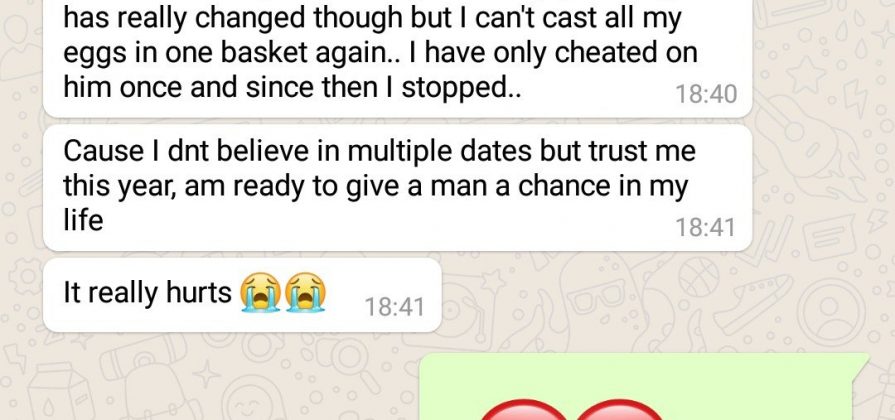 has really changed though but I can't cast all my
eggs in one basket again.. I have only cheated on
him once and since then I stopped..
18:40
Cause I dnt believe in multiple dates but trust me
this year, am ready to give a man a chance in my
life
18:41
It really hurts 😭😭
18:41